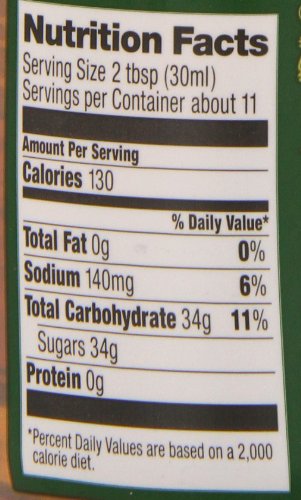 Nutrition Facts
Serving Size 2 tbsp (30ml)
Servings per Container about 11
Amount Per Serving
Calories 130
% Daily Value*
Total Fat 0g 0%
Sodium 140mg 6%
Total Carbohydrate 34g 11%
Sugars 34g
Protein 0g
*Percent Daily Values are based on a 2,000
calorie diet.